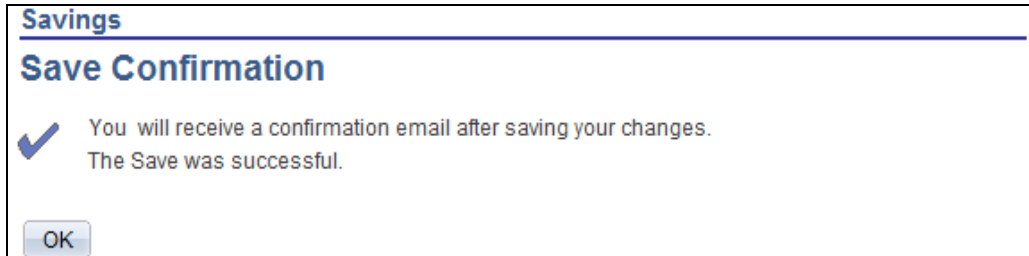 Savings
Save Confirmation
You will receive a confirmation email after saving your changes.
The Save was successful.
OK